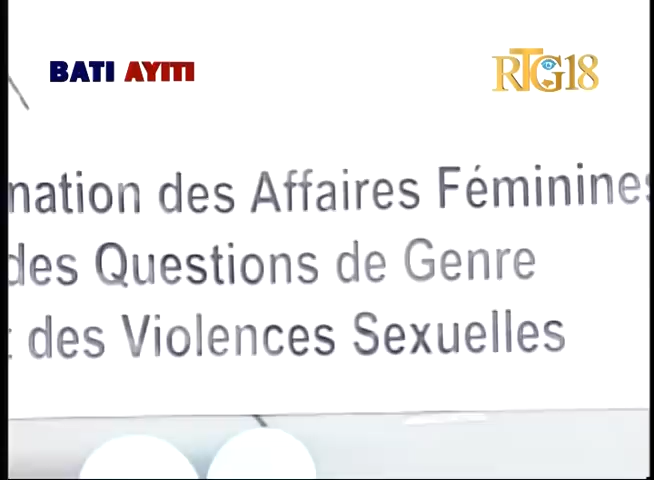 BATI AYITI
RTG18
nation des Affaires Féminines
des Questions de Genre
des Violences Sexuelles